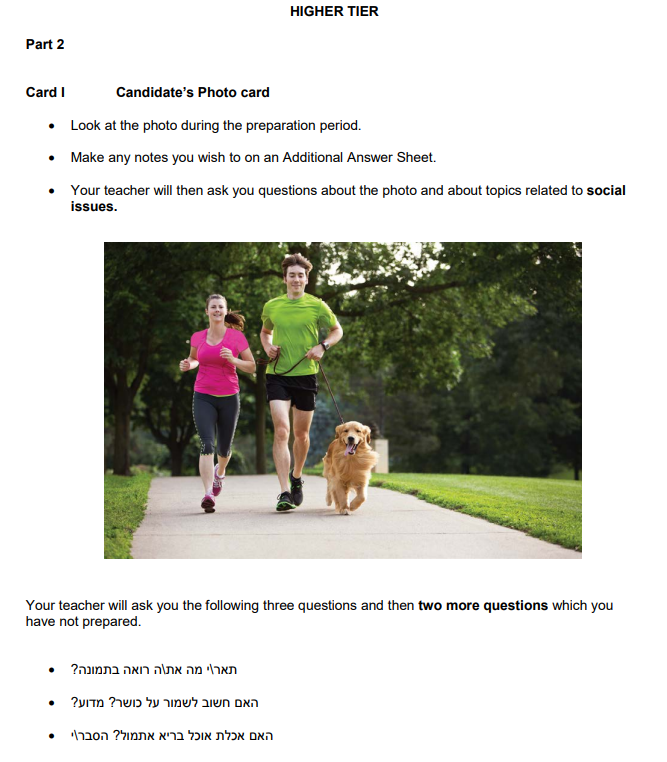 HIGHER TIER
Part 2
Card I Candidate's Photo card
• Look at the photo during the preparation period.
• Make any notes you wish to on an Additional Answer Sheet.
• Your teacher will then ask you questions about the photo and about topics related to social
issues.
Your teacher will ask you the following three questions and then two more questions which you
have not prepared.
• תאר\י מה את\ה רואה בתמונה?
• האם חשוב לשמור על כושר? מדוע?
• האם אכלת אוכל בריא אתמול? הסבר\י